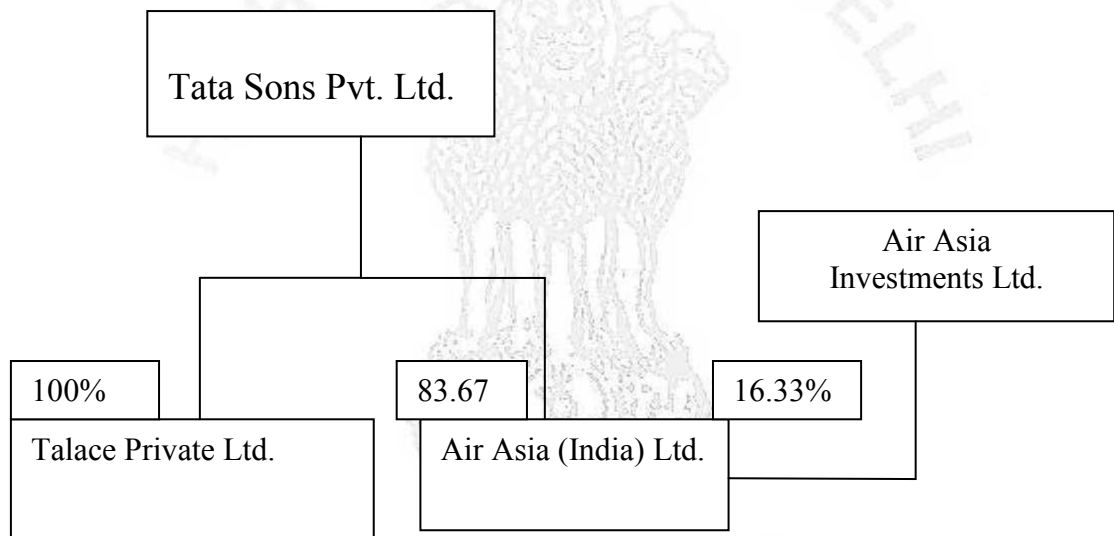 Tata Sons Pvt. Ltd.
Air Asia
Investments Ltd.
100%
83.67
16.33%
Talace Private Ltd.
Air Asia (India) Ltd.
DELHI